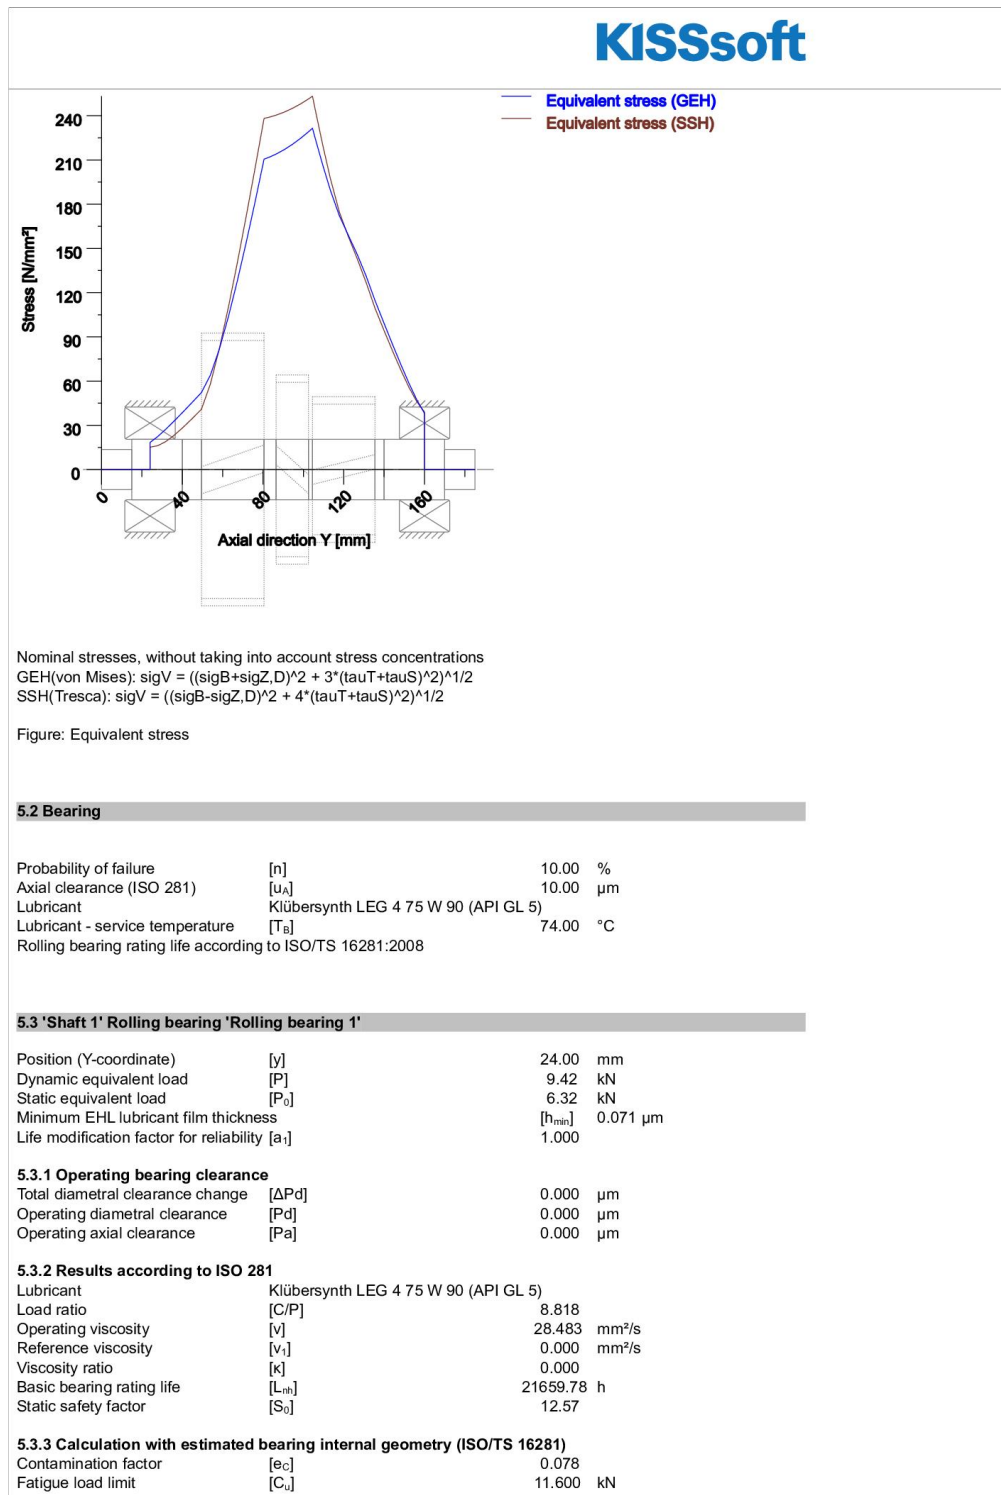 KISSsoft
Equivalent stress (GEH)
Equivalent stress (SSH)
Stress [N/mm²]
240
210
180
150
120
90
60
30
0
0 40 80 120 160
Axial direction Y [mm]
Nominal stresses, without taking into account stress concentrations
GEH(von Mises): sigV = ((sigB+sigZ,D)^2 + 3*(tauT+tauS)^2)^1/2
SSH(Tresca): sigV = ((sigB-sigZ,D)^2 + 4*(tauT+tauS)^2)^1/2
Figure: Equivalent stress
5.2 Bearing
Probability of failure [n] 10.00 %
Axial clearance (ISO 281) [uA] 10.00 µm
Lubricant Klübersynth LEG 4 75 W 90 (API GL 5)
Lubricant - service temperature [TB] 74.00 °C
Rolling bearing rating life according to ISO/TS 16281:2008
5.3 'Shaft 1' Rolling bearing 'Rolling bearing 1'
Position (Y-coordinate) [y] 24.00 mm
Dynamic equivalent load [P] 9.42 kN
Static equivalent load [P₀] 6.32 kN
Minimum EHL lubricant film thickness [hmin] 0.071 µm
Life modification factor for reliability [a₁] 1.000
5.3.1 Operating bearing clearance
Total diametral clearance change [ΔPd] 0.000 µm
Operating diametral clearance [Pd] 0.000 µm
Operating axial clearance [Pa] 0.000 µm
5.3.2 Results according to ISO 281
Lubricant Klübersynth LEG 4 75 W 90 (API GL 5)
Load ratio [C/P] 8.818
Operating viscosity [ν] 28.483 mm²/s
Reference viscosity [ν₁] 0.000 mm²/s
Viscosity ratio [κ] 0.000
Basic bearing rating life [Lnh] 21659.78 h
Static safety factor [S₀] 12.57
5.3.3 Calculation with estimated bearing internal geometry (ISO/TS 16281)
Contamination factor [eC] 0.078
Fatigue load limit [Cu] 11.600 kN